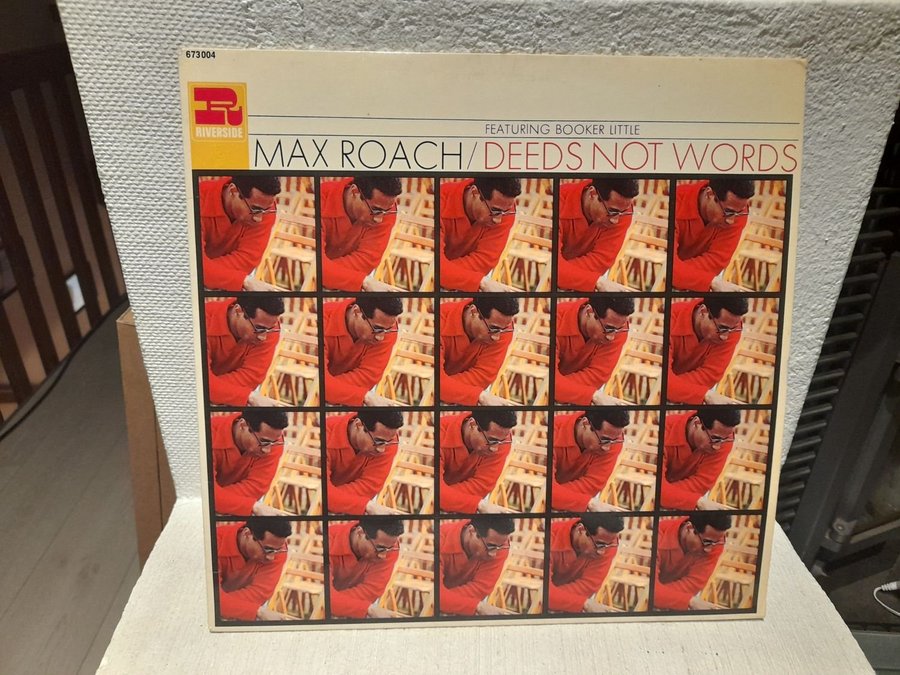 673004
RIVERSIDE
FEATURING BOOKER LITTLE
MAX ROACH/DEEDS NOT WORDS